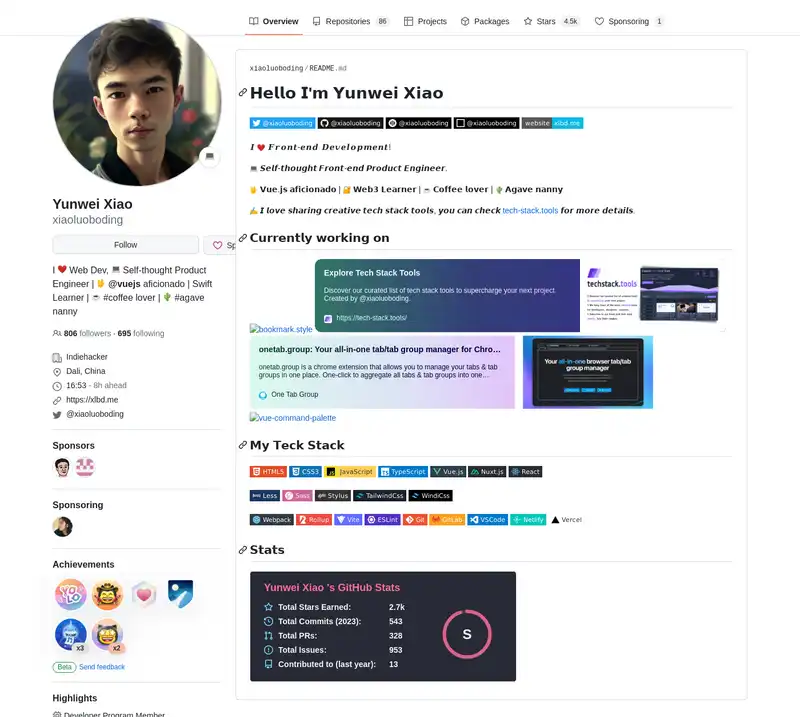 Overview
Repositories 86
Projects
Packages
Stars 4.5k
Sponsoring 1
Yunwei Xiao
xiaoluoboding
Follow
Sp
I ❤️ Web Dev, 💻 Self-thought Product
Engineer | 🖖 @vuejs aficionado | Swift
Learner | ☕ #coffee lover | 🌵 #agave
nanny
806 followers · 695 following
Indiehacker
Dali, China
16:53 - 8h ahead
https://xlbd.me
@xiaoluoboding
Sponsors
Sponsoring
Achievements
YOLO
x3
x2
Beta Send feedback
Highlights
Developer Program Member
xiaoluoboding/README.md
Hello I'm Yunwei Xiao
@xiaoluoboding @xiaoluoboding @xiaoluoboding @xiaoluoboding website xlbd.me
I ❤️ Front-end Development!
💻 Self-thought Front-end Product Engineer.
🖖 Vue.js aficionado | 🔐 Web3 Learner | ☕ Coffee lover | 🌵 Agave nanny
✍️ I love sharing creative tech stack tools, you can check tech-stack.tools for more details.
Currently working on
bookmark.style
Explore Tech Stack Tools
Discover our curated list of tech stack tools to supercharge your next project.
Created by @xiaoluoboding.
https://tech-stack.tools/
techstack.tools
onetab.group: Your all-in-one tab/tab group manager for Chro...
onetab.group is a chrome extension that allows you to manage your tabs & tab
groups in one place. One-click to aggregate all tabs & tab groups into one...
One Tab Group
Your all-in-one browser tab/tab
group manager
vue-command-palette
My Teck Stack
HTML5 CSS3 JavaScript TypeScript Vue.js Nuxt.js React
Less Sass Stylus TailwindCss WindiCss
Webpack Rollup Vite ESLint Git GitLab VSCode Netlify Vercel
Stats
Yunwei Xiao 's GitHub Stats
Total Stars Earned: 2.7k
Total Commits (2023): 543
Total PRs: 328
Total Issues: 953
Contributed to (last year): 13
S